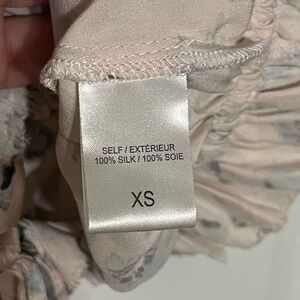 SELF / EXTÉRIEUR
100% SILK / 100% SOIE
XS